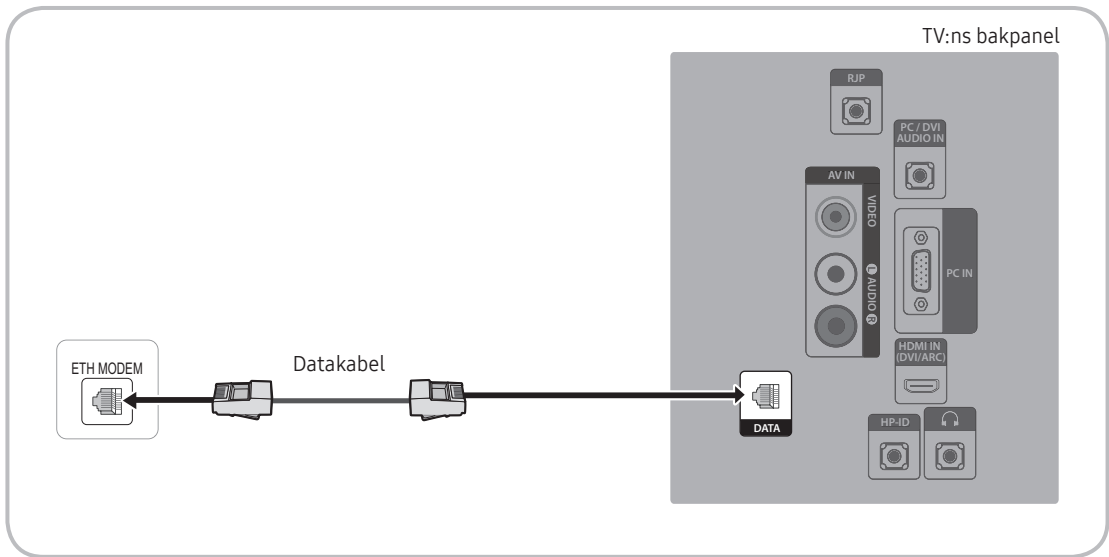 TV:ns bakpanel
RJP
PC / DVI
AUDIO IN
AV IN
VIDEO
L AUDIO R
PC IN
HDMI IN
(DVI/ARC)
ETH MODEM
Datakabel
DATA
HP-ID